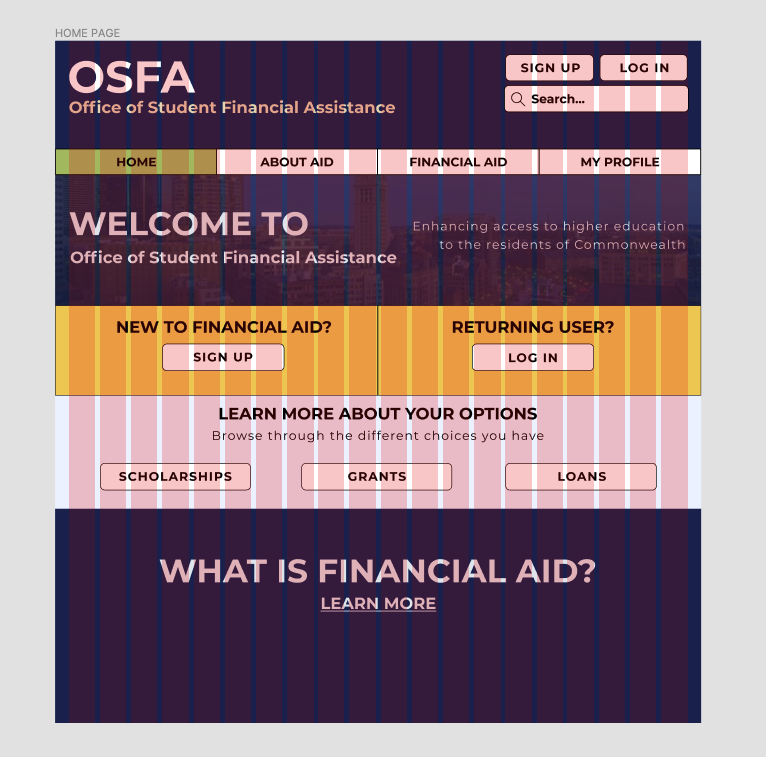 HOME PAGE
OSFA
Office of Student Financial Assistance
SIGN UP
LOG IN
Search...
HOME
ABOUT AID
FINANCIAL AID
MY PROFILE
WELCOME TO
Office of Student Financial Assistance
Enhancing access to higher education
to the residents of Commonwealth
NEW TO FINANCIAL AID?
SIGN UP
RETURNING USER?
LOG IN
LEARN MORE ABOUT YOUR OPTIONS
Browse through the different choices you have
SCHOLARSHIPS
GRANTS
LOANS
WHAT IS FINANCIAL AID?
LEARN MORE